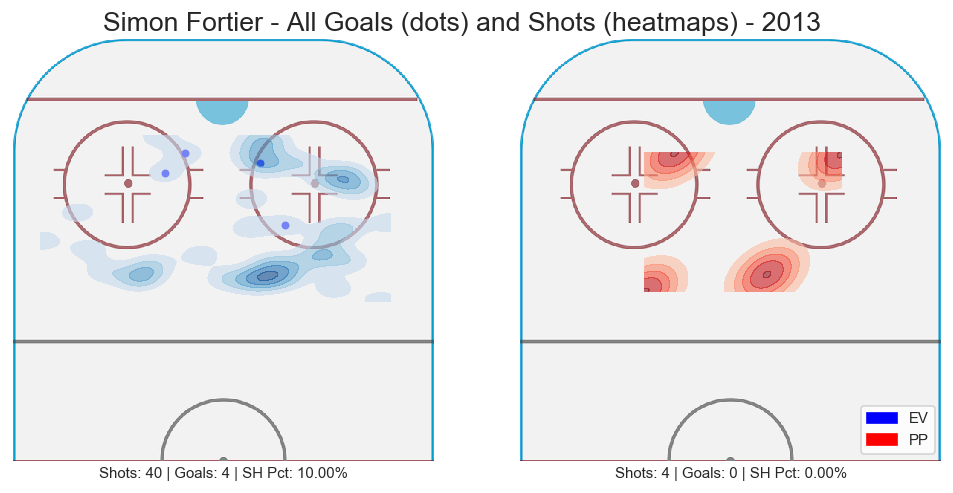 Simon Fortier - All Goals (dots) and Shots (heatmaps) - 2013
EV
PP
Shots: 40 | Goals: 4 | SH Pct: 10.00%
Shots: 4 | Goals: 0 | SH Pct: 0.00%